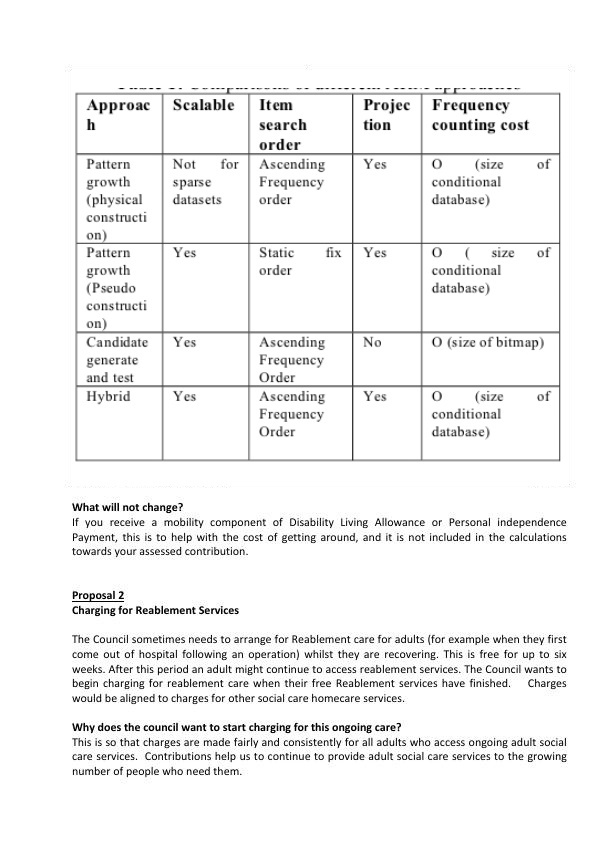 Approac Scalable Item Projec Frequency
h search tion counting cost
order
Pattern Not for Ascending Yes O (size of
growth sparse Frequency conditional
(physical datasets order database)
constructi
on)
Pattern Yes Static fix Yes O ( size of
growth order conditional
(Pseudo database)
constructi
on)
Candidate Yes Ascending No O (size of bitmap)
generate Frequency
and test Order
Hybrid Yes Ascending Yes O (size of
Frequency conditional
Order database)
What will not change?
If you receive a mobility component of Disability Living Allowance or Personal independence
Payment, this is to help with the cost of getting around, and it is not included in the calculations
towards your assessed contribution.
Proposal 2
Charging for Reablement Services
The Council sometimes needs to arrange for Reablement care for adults (for example when they first
come out of hospital following an operation) whilst they are recovering. This is free for up to six
weeks. After this period an adult might continue to access reablement services. The Council wants to
begin charging for reablement care when their free Reablement services have finished. Charges
would be aligned to charges for other social care homecare services.
Why does the council want to start charging for this ongoing care?
This is so that charges are made fairly and consistently for all adults who access ongoing adult social
care services. Contributions help us to continue to provide adult social care services to the growing
number of people who need them.